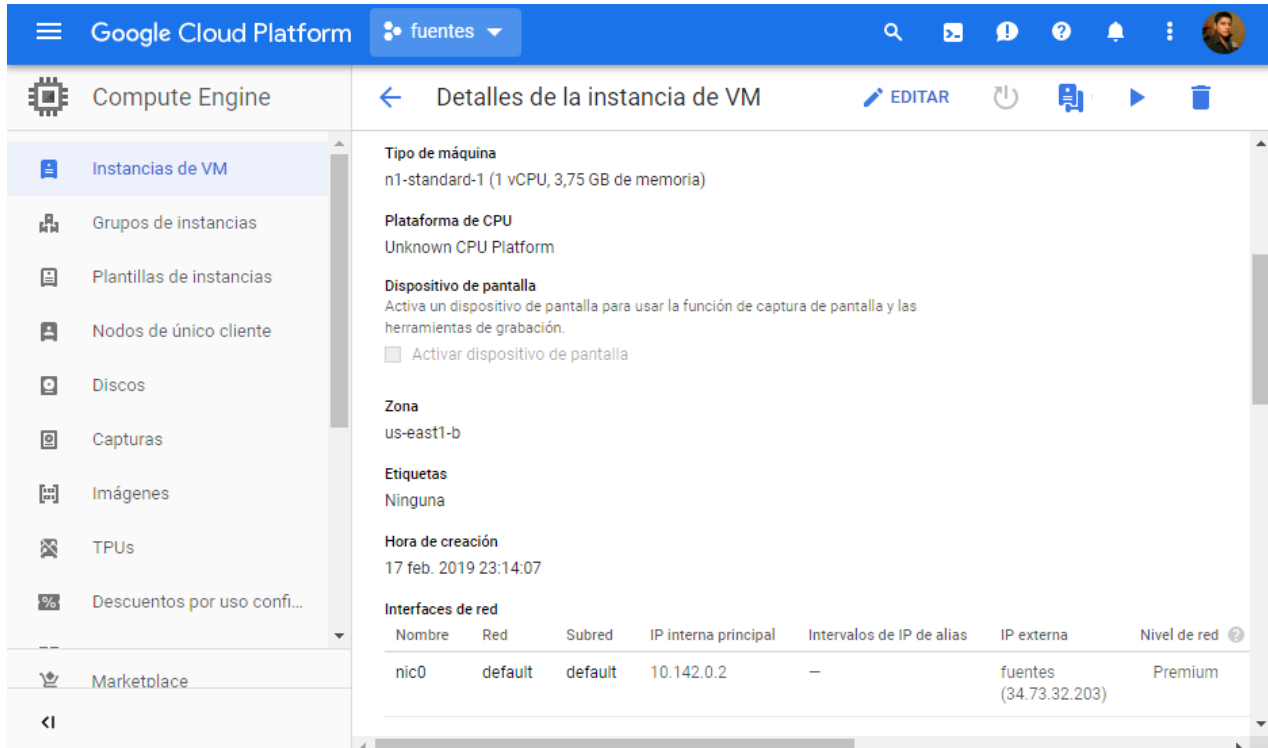 Google Cloud Platform
fuentes
Compute Engine
Detalles de la instancia de VM
EDITAR
Instancias de VM
Grupos de instancias
Plantillas de instancias
Nodos de único cliente
Discos
Capturas
Imágenes
TPUs
Descuentos por uso confi...
Marketplace
Tipo de máquina
n1-standard-1 (1 vCPU, 3,75 GB de memoria)
Plataforma de CPU
Unknown CPU Platform
Dispositivo de pantalla
Activa un dispositivo de pantalla para usar la función de captura de pantalla y las
herramientas de grabación.
Activar dispositivo de pantalla
Zona
us-east1-b
Etiquetas
Ninguna
Hora de creación
17 feb. 2019 23:14:07
Interfaces de red
Nombre Red Subred IP interna principal Intervalos de IP de alias IP externa Nivel de red
nic0 default default 10.142.0.2 — fuentes Premium
(34.73.32.203)